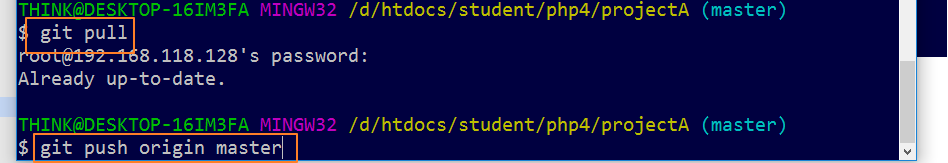 THINK@DESKTOP-16IM3FA MINGW32 /d/htdocs/student/php4/projectA (master)
$ git pull
root@192.168.118.128's password:
Already up-to-date.
THINK@DESKTOP-16IM3FA MINGW32 /d/htdocs/student/php4/projectA (master)
$ git push origin master